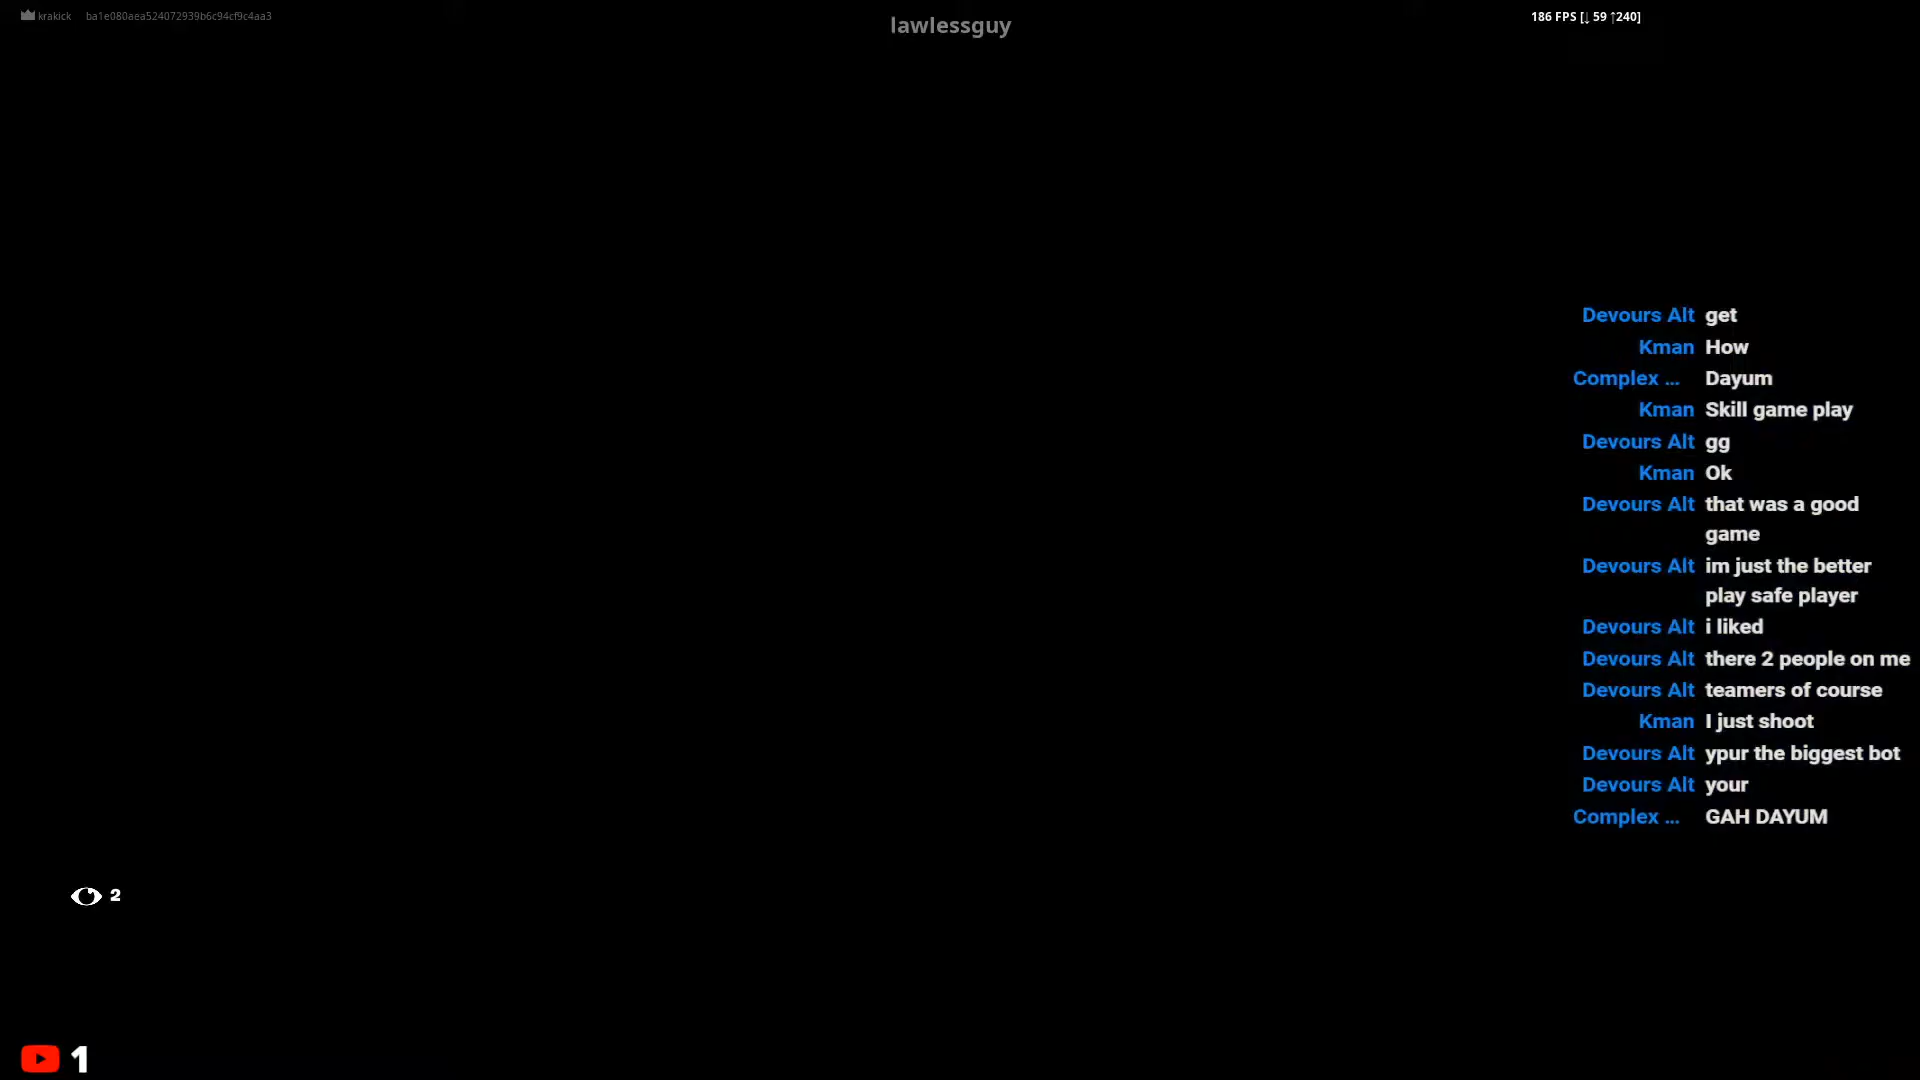 krakick ba1e080aea524072939b6c94cf9c4aa3
lawlessguy
186 FPS [↓ 59 ↑240]
Devours Alt get
Kman How
Complex ... Dayum
Kman Skill game play
Devours Alt gg
Kman Ok
Devours Alt that was a good
game
Devours Alt im just the better
play safe player
Devours Alt i liked
Devours Alt there 2 people on me
Devours Alt teamers of course
Kman I just shoot
Devours Alt ypur the biggest bot
Devours Alt your
Complex ... GAH DAYUM
2
1